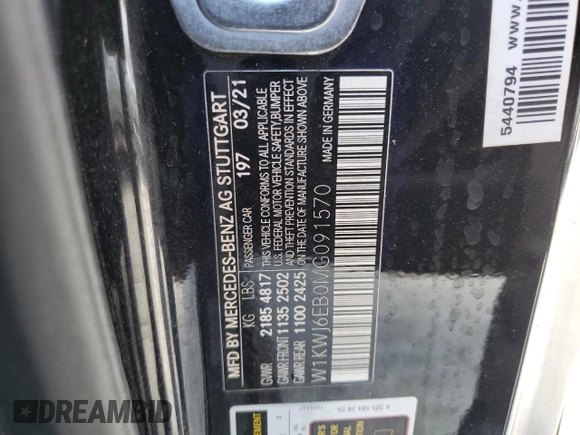 MFD BY MERCEDES-BENZ AG STUTTGART
PASSENGER CAR 197 03/21
KG LBS
GVWR 2185 4817
GAWR FRONT 1135 2502
GAWR REAR 1100 2425
THIS VEHICLE CONFORMS TO ALL APPLICABLE
U.S. FEDERAL MOTOR VEHICLE SAFETY, BUMPER
AND THEFT PREVENTION STANDARDS IN EFFECT
ON THE DATE OF MANUFACTURE SHOWN ABOVE
W1KWJ6EB0MG091570 MADE IN GERMANY
5440794 www.
DREAMBID